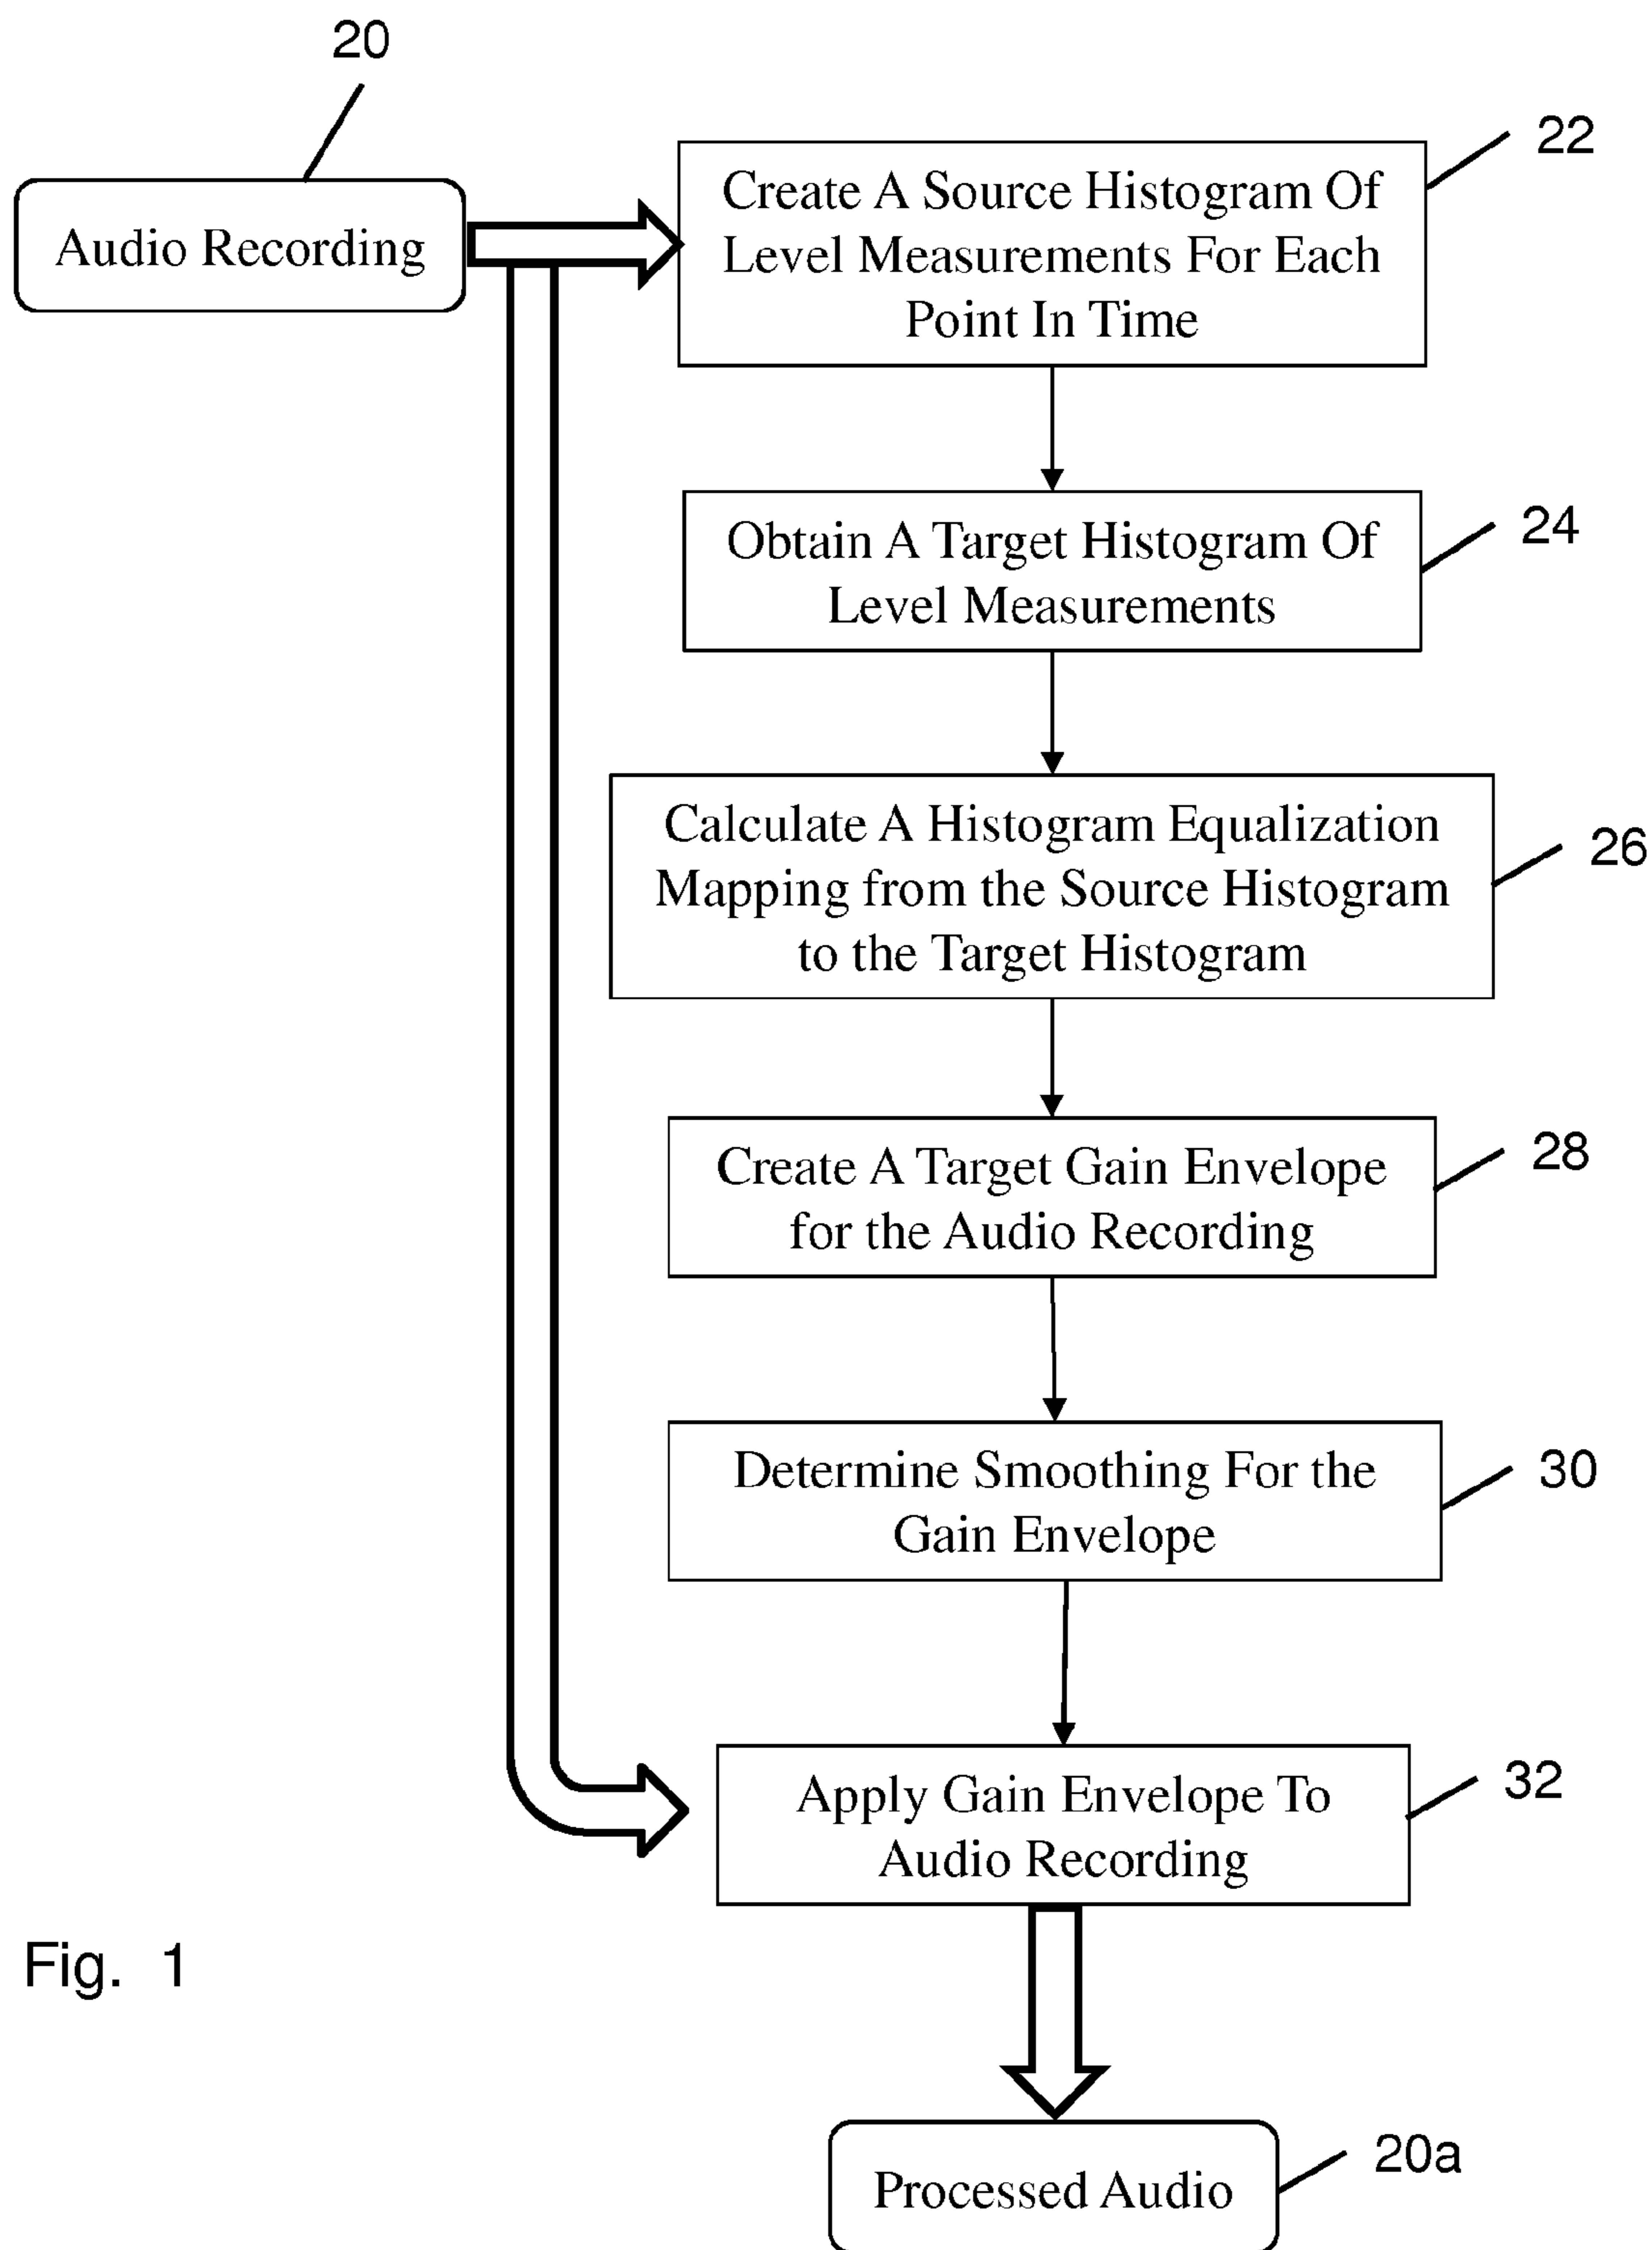 20
Audio Recording
22
Create A Source Histogram Of
Level Measurements For Each
Point In Time
24
Obtain A Target Histogram Of
Level Measurements
26
Calculate A Histogram Equalization
Mapping from the Source Histogram
to the Target Histogram
28
Create A Target Gain Envelope
for the Audio Recording
30
Determine Smoothing For the
Gain Envelope
32
Apply Gain Envelope To
Audio Recording
Fig. 1
20a
Processed Audio